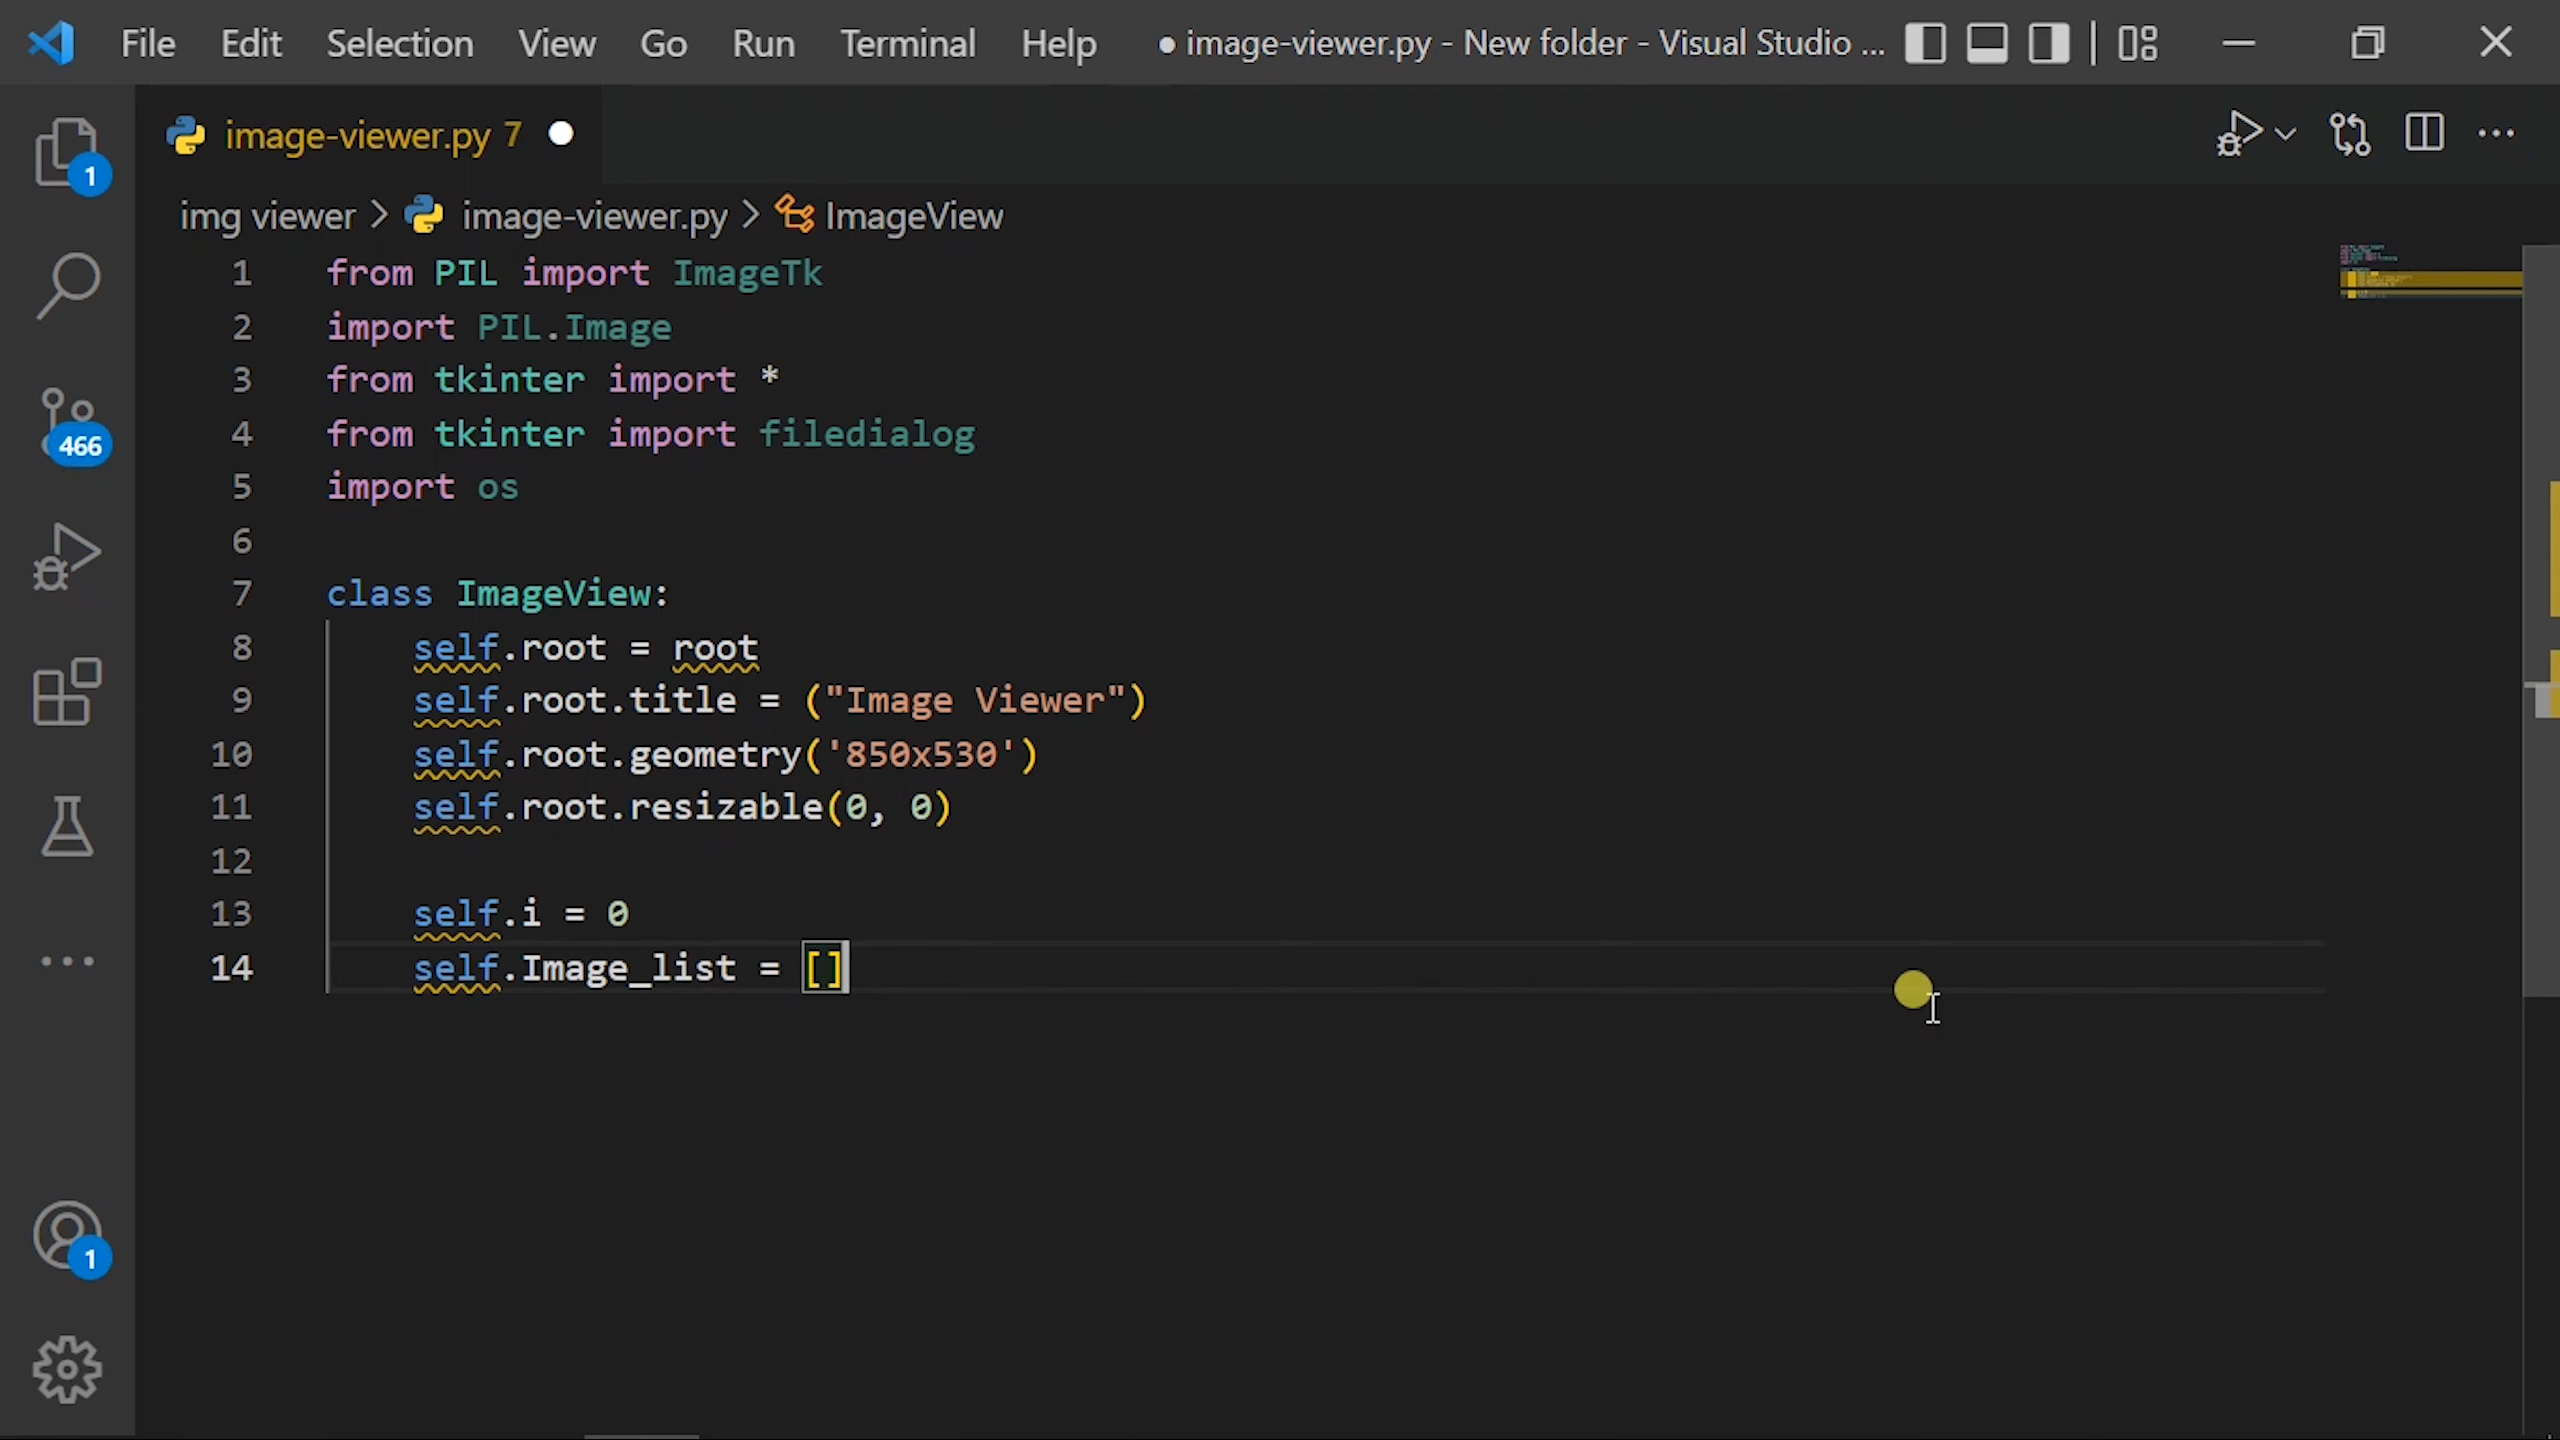 File Edit Selection View Go Run Terminal Help ● image-viewer.py - New folder - Visual Studio ...
image-viewer.py 7 ●
1
img viewer > image-viewer.py > ImageView
1 from PIL import ImageTk
2 import PIL.Image
3 from tkinter import *
4 from tkinter import filedialog
466
5 import os
6
7 class ImageView:
8 self.root = root
9 self.root.title = ("Image Viewer")
10 self.root.geometry('850x530')
11 self.root.resizable(0, 0)
12
13 self.i = 0
14 self.Image_list = []
1